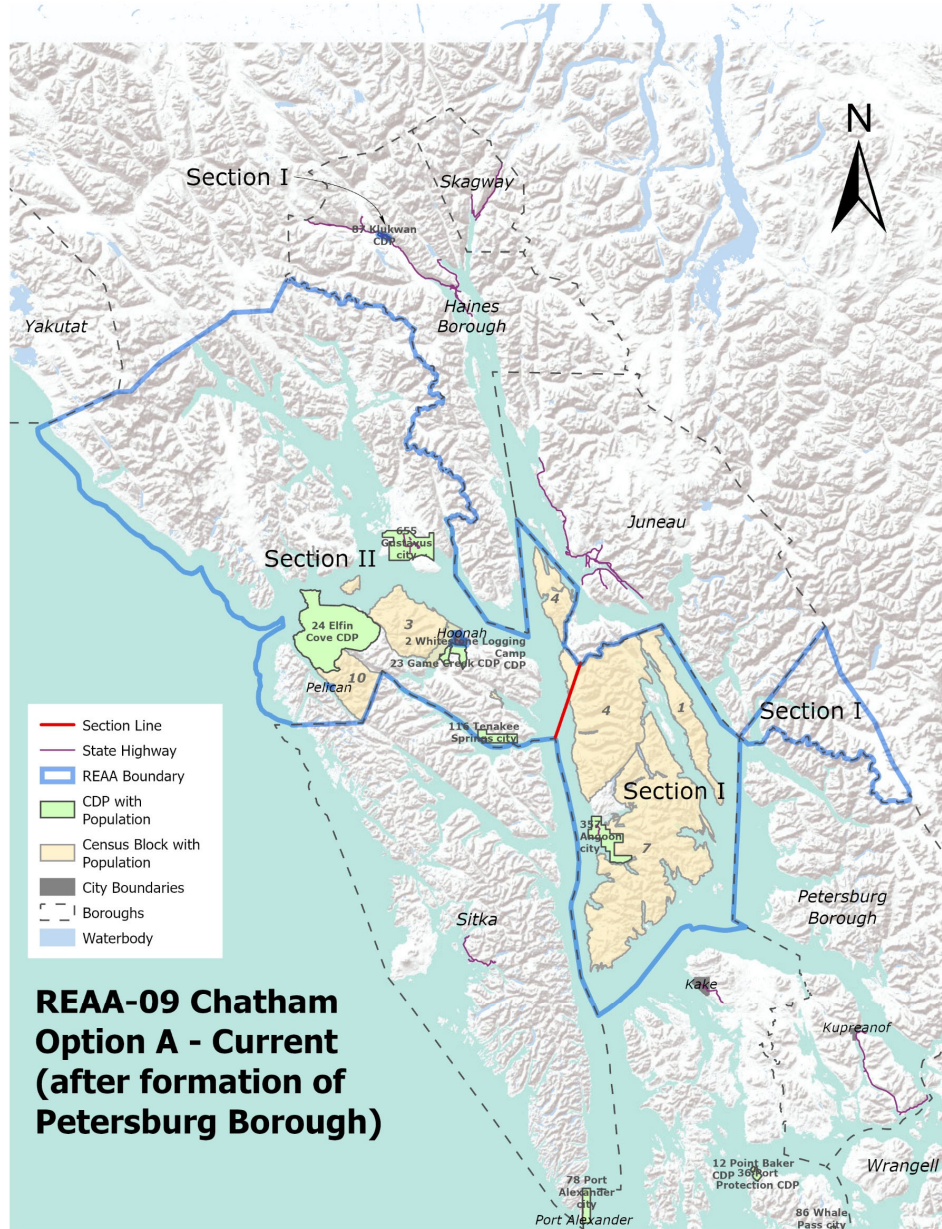 N
Section I
Skagway
87 Klukwan
CDP
Haines
Borough
Yakutat
Juneau
655
Gustavus
city
Section II
4
24 Elfin
Cove CDP
3
Hoonah
2 Whitestone Logging
Camp
CDP
23 Game Creek CDP
10
Pelican
4
1
Section I
116 Tenakee
Springs city
Section I
357
Angoon
city
7
Section Line
State Highway
REAA Boundary
CDP with
Population
Census Block with
Population
City Boundaries
Boroughs
Waterbody
Petersburg
Borough
Sitka
Kake
Kupreanof
REAA-09 Chatham
Option A - Current
(after formation of
Petersburg Borough)
12 Point Baker
CDP
36 Port
Protection CDP
Wrangell
78 Port
Alexander
city
Port Alexander
86 Whale
Pass city